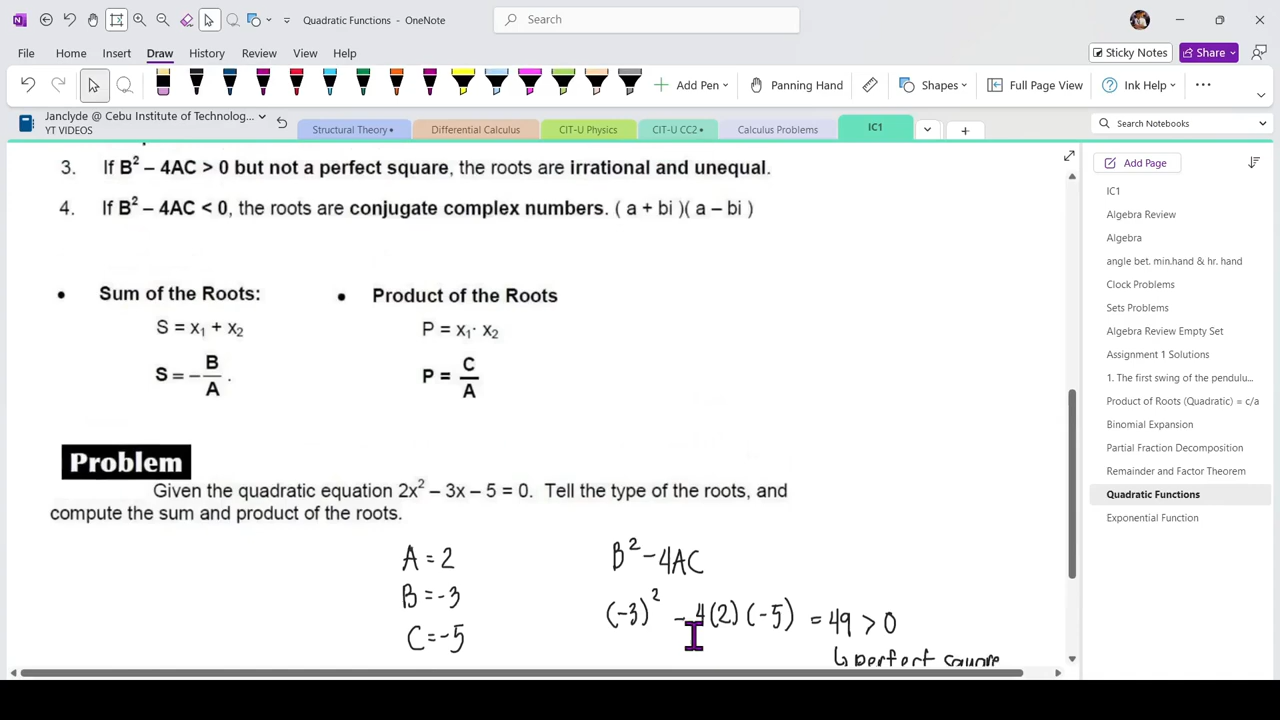 Quadratic Functions - OneNote
Search
File Home Insert Draw History Review View Help
Sticky Notes Share
Add Pen Panning Hand Shapes Full Page View Ink Help
Janclyde @ Cebu Institute of Technolog...
YT VIDEOS
Structural Theory Differential Calculus CIT-U Physics CIT-U CC2 Calculus Problems IC1
Search Notebooks
Add Page
IC1
Algebra Review
Algebra
angle bet. min.hand & hr. hand
Clock Problems
Sets Problems
Algebra Review Empty Set
Assignment 1 Solutions
1. The first swing of the pendulu...
Product of Roots (Quadratic) = c/a
Binomial Expansion
Partial Fraction Decomposition
Remainder and Factor Theorem
Quadratic Functions
Exponential Function
3. If B² – 4AC > 0 but not a perfect square, the roots are irrational and unequal.
4. If B² – 4AC < 0, the roots are conjugate complex numbers. ( a + bi )( a – bi )
• Sum of the Roots: • Product of the Roots
S = x₁ + x₂ P = x₁· x₂
S = – B/A . P = C/A
Problem
Given the quadratic equation 2x² – 3x – 5 = 0. Tell the type of the roots, and
compute the sum and product of the roots.
A = 2 B² - 4AC
B = -3 (-3)² - 4(2)(-5) = 49 > 0
C = -5
↳ perfect square